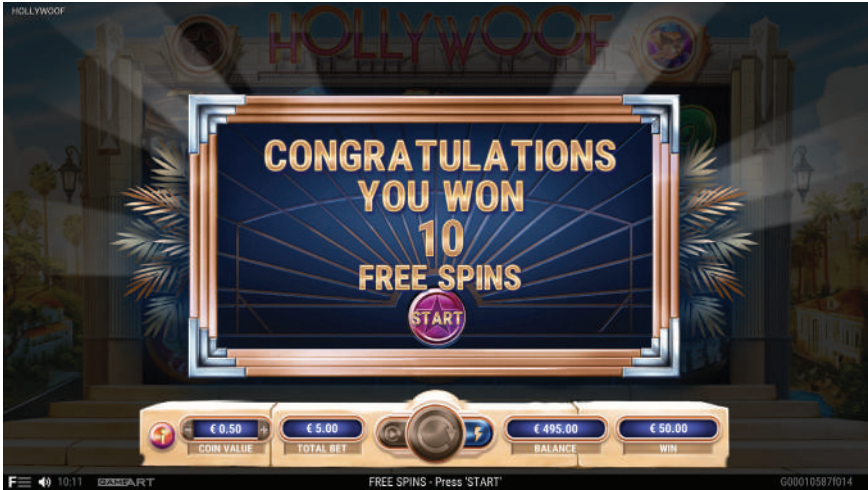 HOLLYWOOF
HOLLYWOOF
CONGRATULATIONS
YOU WON
10
FREE SPINS
START
- € 0.50 +
COIN VALUE
€ 5.00
TOTAL BET
€ 495.00
BALANCE
€ 50.00
WIN
F 10:11 GAMEART
FREE SPINS - Press 'START'
G00010587f014